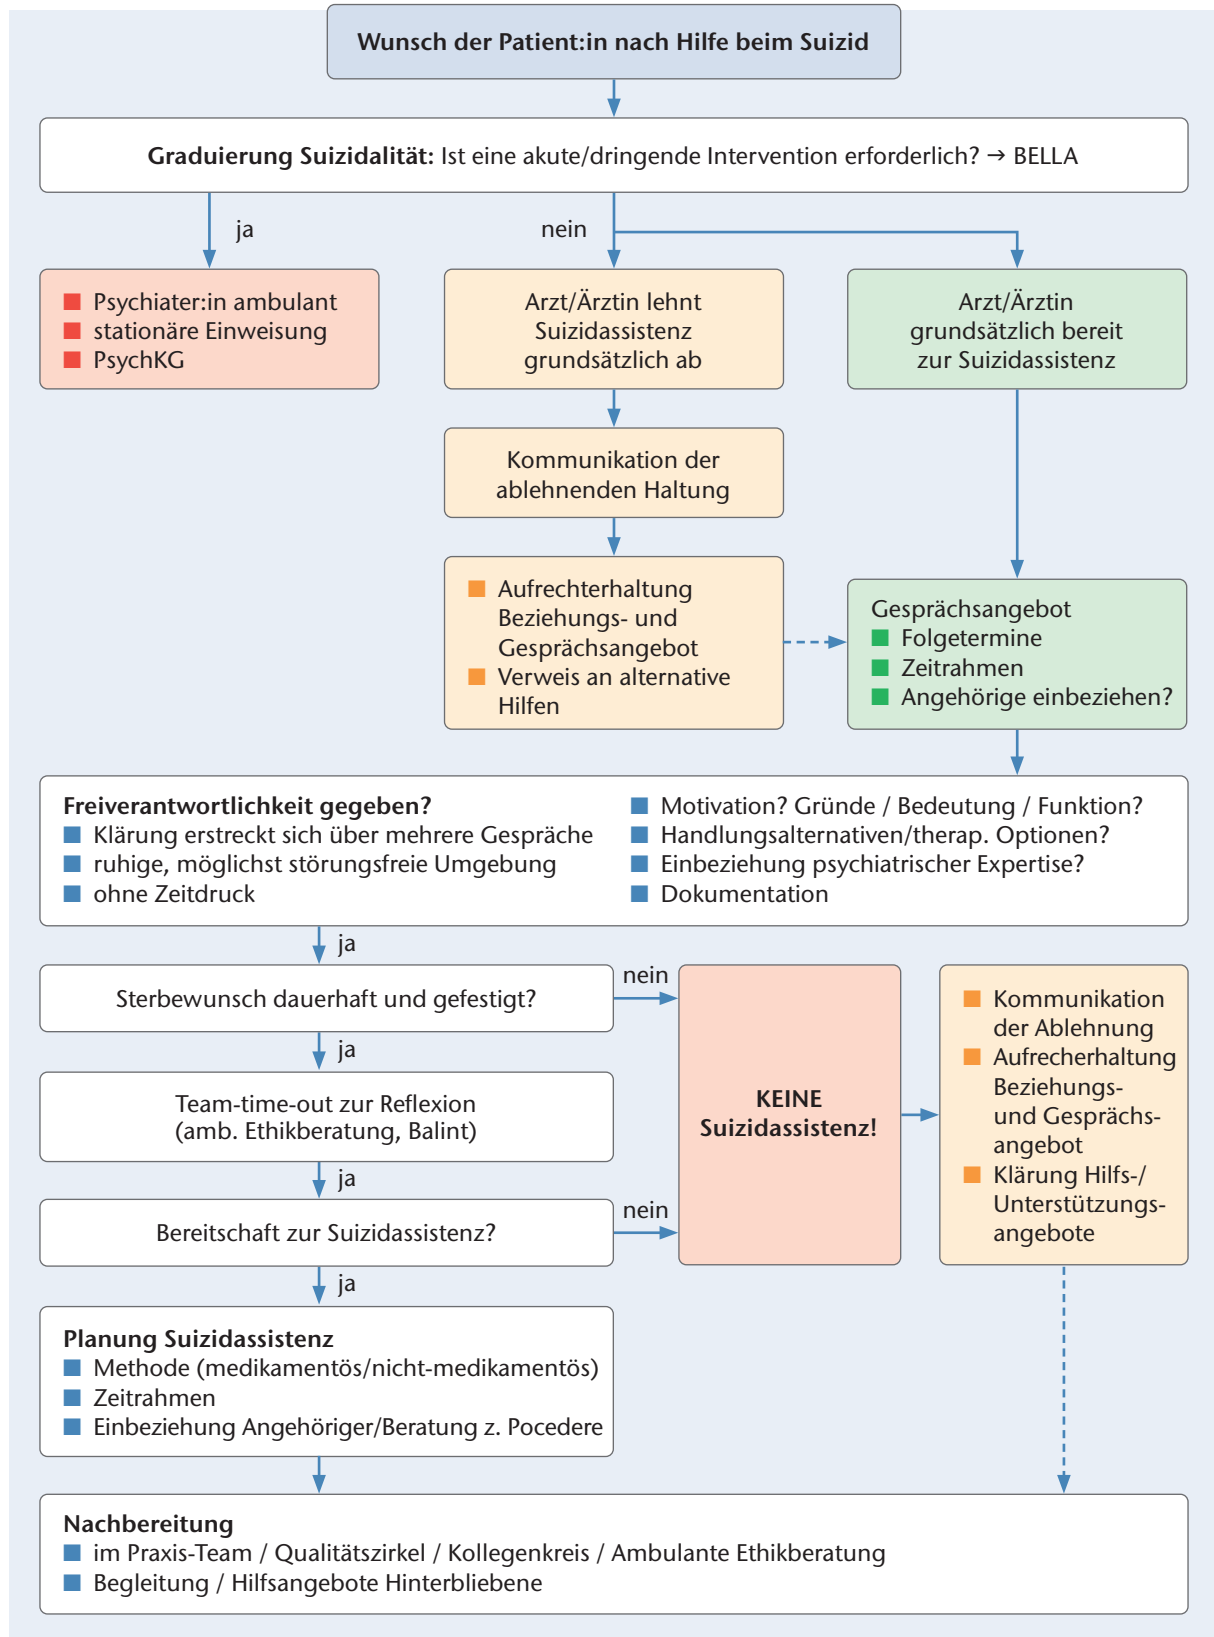 Wunsch der Patient:in nach Hilfe beim Suizid
Graduierung Suizidalität: Ist eine akute/dringende Intervention erforderlich? → BELLA
ja
nein
■ Psychiater:in ambulant
■ stationäre Einweisung
■ PsychKG
Arzt/Ärztin lehnt
Suizidassistenz
grundsätzlich ab
Arzt/Ärztin
grundsätzlich bereit
zur Suizidassistenz
Kommunikation der
ablehnenden Haltung
■ Aufrechterhaltung
Beziehungs- und
Gesprächsangebot
■ Verweis an alternative
Hilfen
Gesprächsangebot
■ Folgetermine
■ Zeitrahmen
■ Angehörige einbeziehen?
Freiverantwortlichkeit gegeben?
■ Klärung erstreckt sich über mehrere Gespräche
■ ruhige, möglichst störungsfreie Umgebung
■ ohne Zeitdruck
■ Motivation? Gründe / Bedeutung / Funktion?
■ Handlungsalternativen/therap. Optionen?
■ Einbeziehung psychiatrischer Expertise?
■ Dokumentation
ja
Sterbewunsch dauerhaft und gefestigt?
nein
ja
Team-time-out zur Reflexion
(amb. Ethikberatung, Balint)
ja
Bereitschaft zur Suizidassistenz?
nein
KEINE
Suizidassistenz!
■ Kommunikation
der Ablehnung
■ Aufrecherhaltung
Beziehungs-
und Gesprächs-
angebot
■ Klärung Hilfs-/
Unterstützungs-
angebote
ja
Planung Suizidassistenz
■ Methode (medikamentös/nicht-medikamentös)
■ Zeitrahmen
■ Einbeziehung Angehöriger/Beratung z. Pocedere
Nachbereitung
■ im Praxis-Team / Qualitätszirkel / Kollegenkreis / Ambulante Ethikberatung
■ Begleitung / Hilfsangebote Hinterbliebene